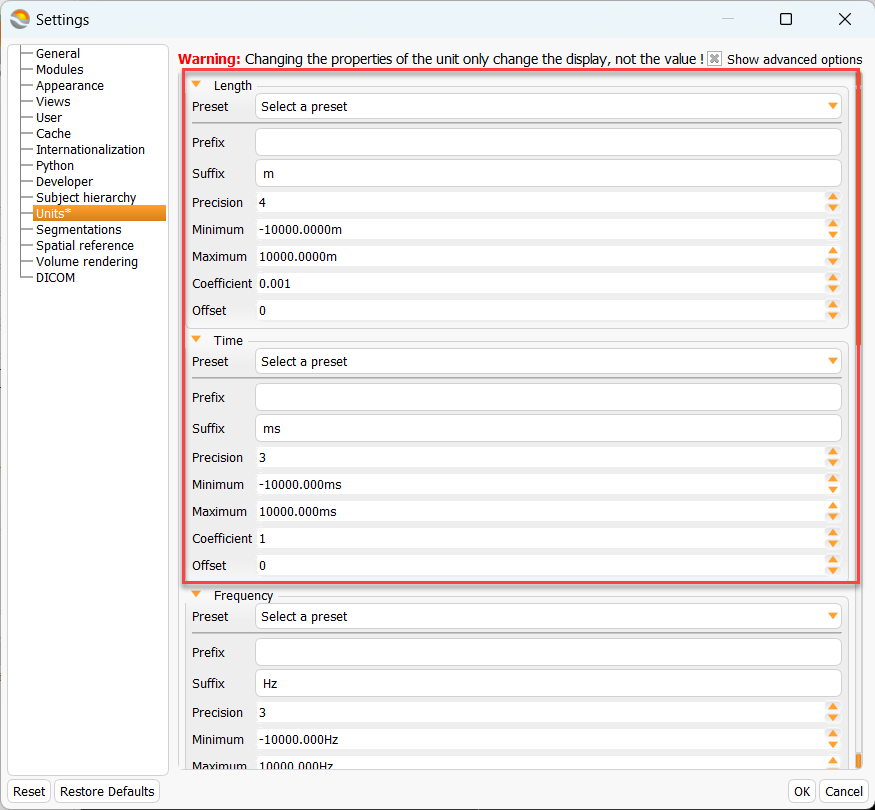 Settings
General
Modules
Appearance
Views
User
Cache
Internationalization
Python
Developer
Subject hierarchy
Units*
Segmentations
Spatial reference
Volume rendering
DICOM
Warning: Changing the properties of the unit only change the display, not the value ! Show advanced options
Length
Preset Select a preset
Prefix
Suffix m
Precision 4
Minimum -10000.0000m
Maximum 10000.0000m
Coefficient 0.001
Offset 0
Time
Preset Select a preset
Prefix
Suffix ms
Precision 3
Minimum -10000.000ms
Maximum 10000.000ms
Coefficient 1
Offset 0
Frequency
Preset Select a preset
Prefix
Suffix Hz
Precision 3
Minimum -10000.000Hz
Maximum 10000.000Hz
Reset Restore Defaults OK Cancel